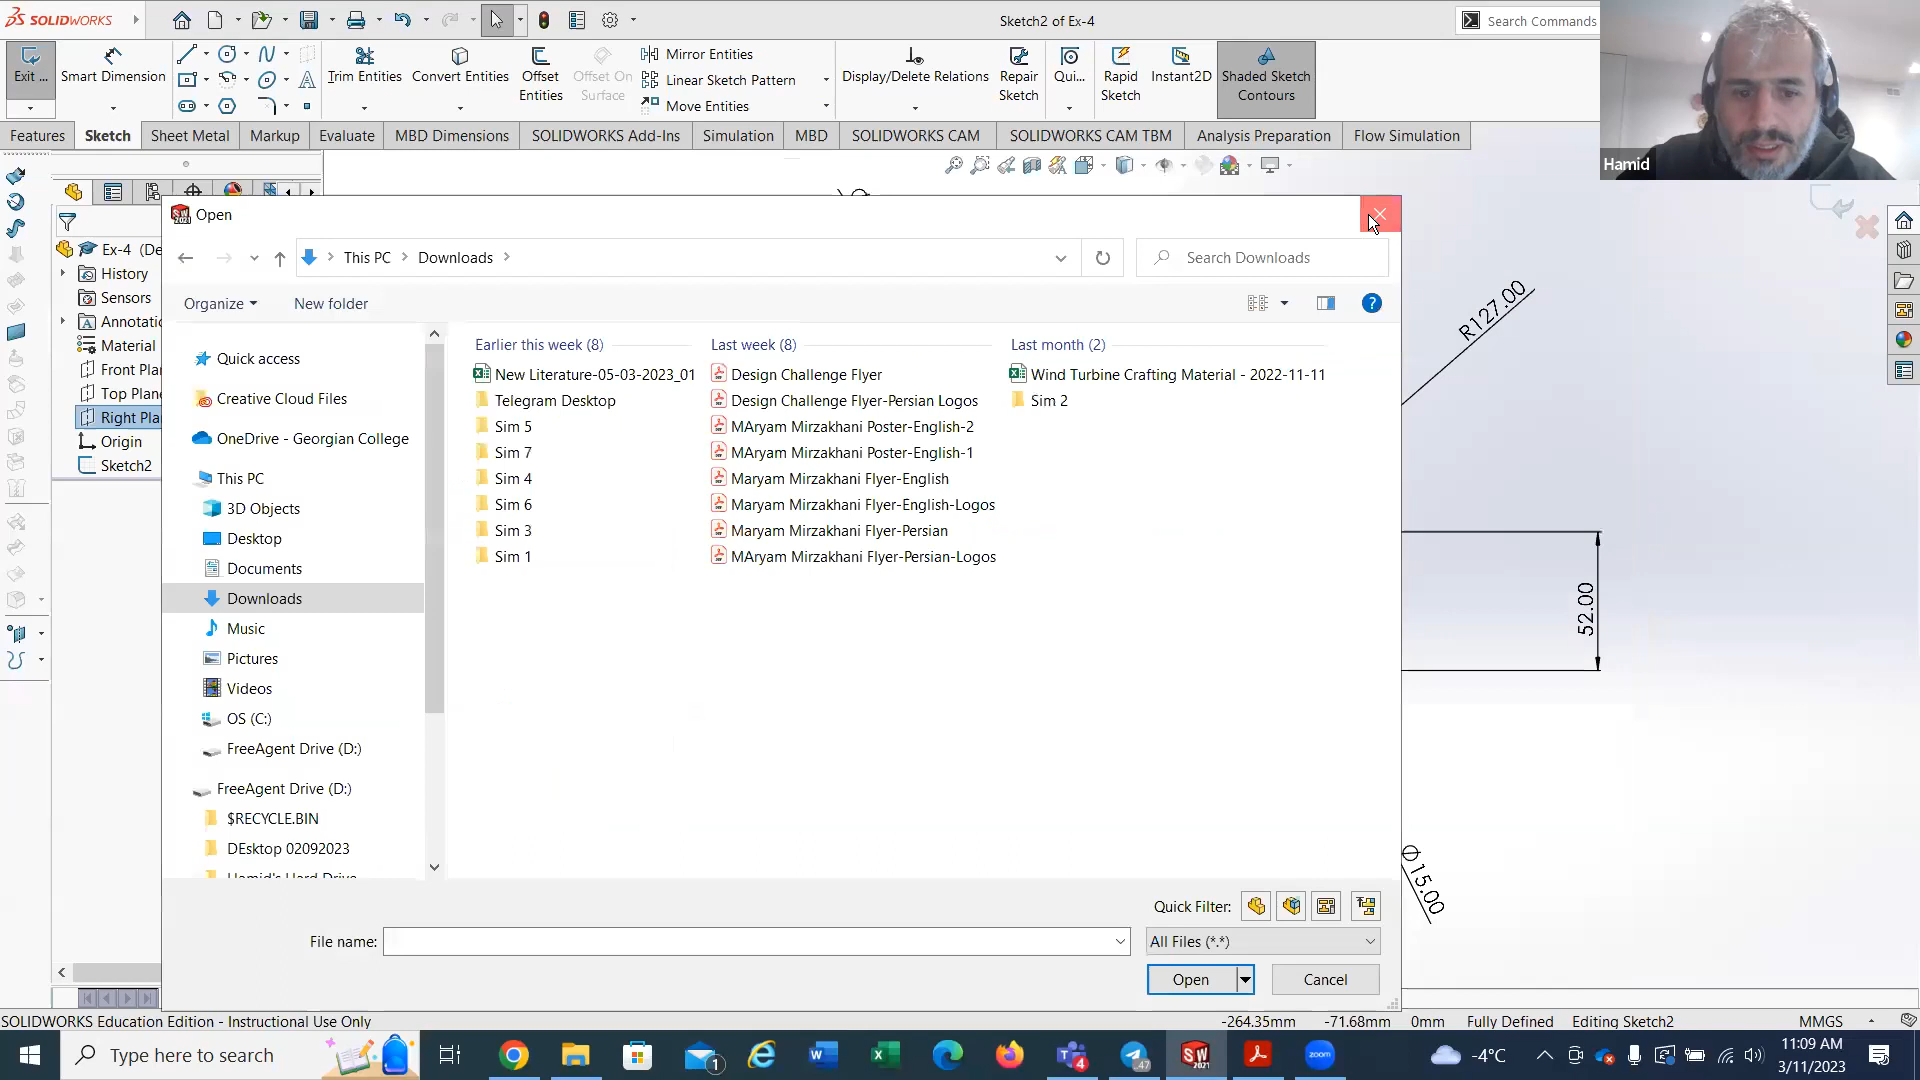 SOLIDWORKS
Sketch2 of Ex-4
Search Commands
Exit ...
Smart Dimension
Trim Entities
Convert Entities
Offset Entities
Offset On Surface
Mirror Entities
Linear Sketch Pattern
Move Entities
Display/Delete Relations
Repair Sketch
Qui...
Rapid Sketch
Instant2D
Shaded Sketch Contours
Features
Sketch
Sheet Metal
Markup
Evaluate
MBD Dimensions
SOLIDWORKS Add-Ins
Simulation
MBD
SOLIDWORKS CAM
SOLIDWORKS CAM TBM
Analysis Preparation
Flow Simulation
Hamid
Ex-4 (De
History
Sensors
Annotatio
Material
Front Plan
Top Plane
Right Pla
Origin
Sketch2
Open
This PC
Downloads
Search Downloads
Organize
New folder
Quick access
Creative Cloud Files
OneDrive - Georgian College
This PC
3D Objects
Desktop
Documents
Downloads
Music
Pictures
Videos
OS (C:)
FreeAgent Drive (D:)
FreeAgent Drive (D:)
$RECYCLE.BIN
DEsktop 02092023
Hamid's Hard Drive
Earlier this week (8)
New Literature-05-03-2023_01
Telegram Desktop
Sim 5
Sim 7
Sim 4
Sim 6
Sim 3
Sim 1
Last week (8)
Design Challenge Flyer
Design Challenge Flyer-Persian Logos
MAryam Mirzakhani Poster-English-2
MAryam Mirzakhani Poster-English-1
Maryam Mirzakhani Flyer-English
Maryam Mirzakhani Flyer-English-Logos
Maryam Mirzakhani Flyer-Persian
MAryam Mirzakhani Flyer-Persian-Logos
Last month (2)
Wind Turbine Crafting Material - 2022-11-11
Sim 2
Quick Filter:
File name:
All Files (*.*)
Open
Cancel
R127.00
52.00
Ø15.00
SOLIDWORKS Education Edition - Instructional Use Only
-264.35mm
-71.68mm
0mm
Fully Defined
Editing Sketch2
MMGS
Type here to search
-4°C
11:09 AM
3/11/2023